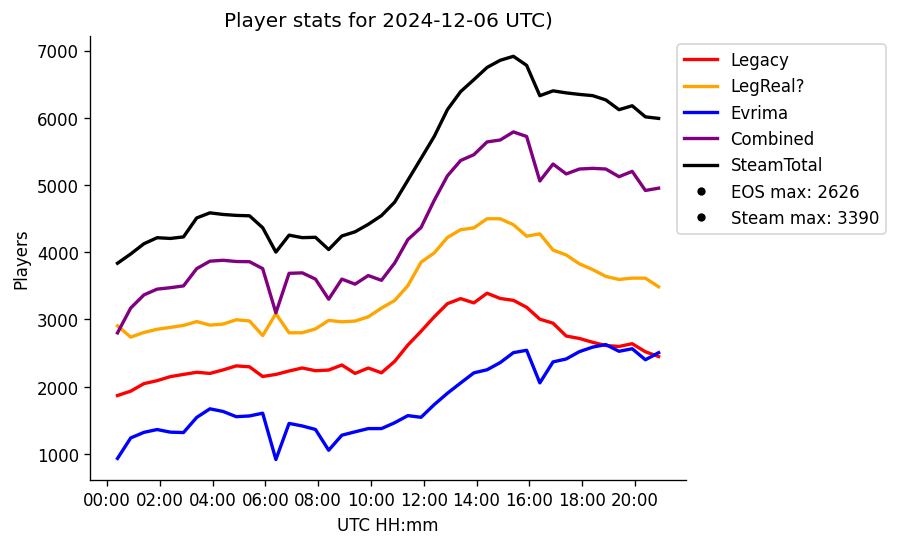 Player stats for 2024-12-06 UTC)
7000
6000
5000
4000
3000
2000
1000
Players
00:00 02:00 04:00 06:00 08:00 10:00 12:00 14:00 16:00 18:00 20:00
UTC HH:mm
Legacy
LegReal?
Evrima
Combined
SteamTotal
EOS max: 2626
Steam max: 3390